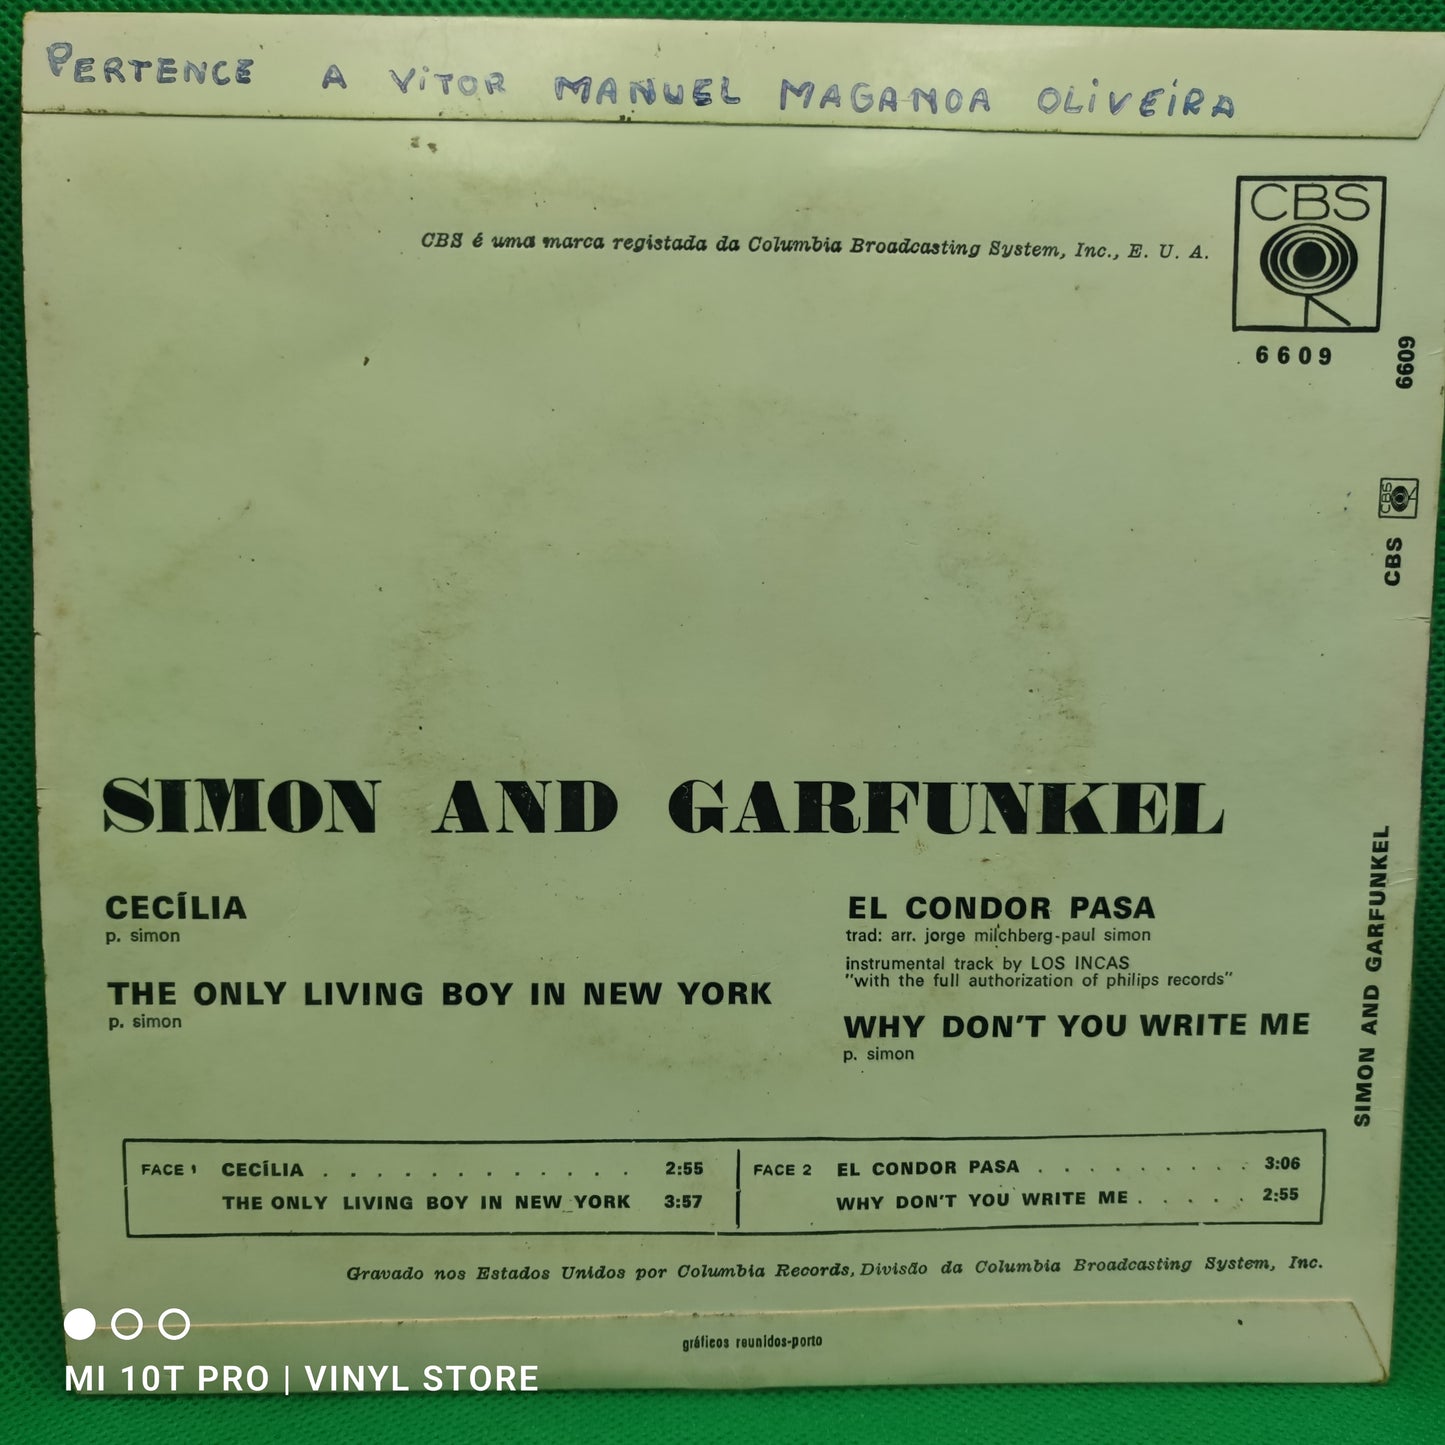 PERTENCE A VITOR MANUEL MAGANOA OLIVEIRA
CBS é uma marca registada da Columbia Broadcasting System, Inc., E. U. A.
CBS
6609
6609
CBS
CBS
SIMON AND GARFUNKEL
SIMON AND GARFUNKEL
CECÍLIA
p. simon
THE ONLY LIVING BOY IN NEW YORK
p. simon
EL CONDOR PASA
trad: arr. jorge milchberg-paul simon
instrumental track by LOS INCAS
"with the full authorization of philips records"
WHY DON'T YOU WRITE ME
p. simon
FACE 1 CECÍLIA . . . . . . . . . . . . 2:55
THE ONLY LIVING BOY IN NEW YORK 3:57
FACE 2 EL CONDOR PASA . . . . . . . . . . 3:06
WHY DON'T YOU WRITE ME . . . . . 2:55
Gravado nos Estados Unidos por Columbia Records, Divisão da Columbia Broadcasting System, Inc.
gráficos reunidos-porto
MI 10T PRO | VINYL STORE